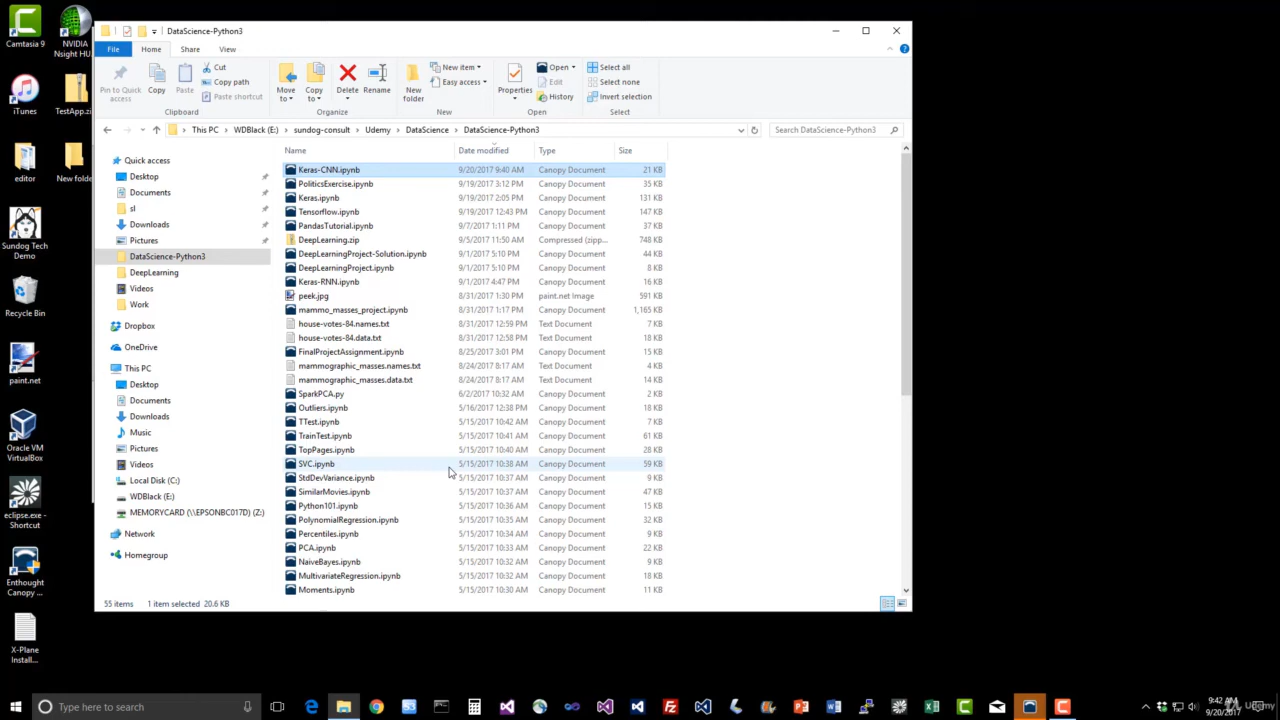 Camtasia 9
NVIDIA
Nsight HU...
iTunes
TestApp.zi
editor
New folde
Sundog Tech
Demo
Recycle Bin
paint.net
Oracle VM
VirtualBox
eclipse.exe -
Shortcut
Enthought
Canopy ...
X-Plane
Install...
DataScience-Python3
File Home Share View
Pin to Quick
access
Copy
Paste
Cut
Copy path
Paste shortcut
Clipboard
Move
to
Copy
to
Delete
Rename
Organize
New
folder
New item
Easy access
New
Properties
Open
Edit
History
Open
Select all
Select none
Invert selection
Select
This PC WDBlack (E:) sundog-consult Udemy DataScience DataScience-Python3
Search DataScience-Python3
Quick access
Desktop
Documents
sl
Downloads
Pictures
DataScience-Python3
DeepLearning
Videos
Work
Dropbox
OneDrive
This PC
Desktop
Documents
Downloads
Music
Pictures
Videos
Local Disk (C:)
WDBlack (E:)
MEMORYCARD (\\EPSONBC017D) (Z:)
Network
Homegroup
Name Date modified Type Size
Keras-CNN.ipynb 9/20/2017 9:40 AM Canopy Document 21 KB
PoliticsExercise.ipynb 9/19/2017 3:12 PM Canopy Document 35 KB
Keras.ipynb 9/19/2017 2:05 PM Canopy Document 131 KB
Tensorflow.ipynb 9/19/2017 12:43 PM Canopy Document 147 KB
PandasTutorial.ipynb 9/7/2017 1:11 PM Canopy Document 37 KB
DeepLearning.zip 9/5/2017 11:50 AM Compressed (zipp... 748 KB
DeepLearningProject-Solution.ipynb 9/1/2017 5:10 PM Canopy Document 44 KB
DeepLearningProject.ipynb 9/1/2017 5:10 PM Canopy Document 8 KB
Keras-RNN.ipynb 9/1/2017 4:47 PM Canopy Document 16 KB
peek.jpg 8/31/2017 1:30 PM paint.net Image 591 KB
mammo_masses_project.ipynb 8/31/2017 1:17 PM Canopy Document 1,165 KB
house-votes-84.names.txt 8/31/2017 12:59 PM Text Document 7 KB
house-votes-84.data.txt 8/31/2017 12:58 PM Text Document 18 KB
FinalProjectAssignment.ipynb 8/25/2017 3:01 PM Canopy Document 15 KB
mammographic_masses.names.txt 8/24/2017 8:17 AM Text Document 4 KB
mammographic_masses.data.txt 8/24/2017 8:17 AM Text Document 14 KB
SparkPCA.py 6/2/2017 10:32 AM Canopy Document 2 KB
Outliers.ipynb 5/16/2017 12:38 PM Canopy Document 18 KB
TTest.ipynb 5/15/2017 10:42 AM Canopy Document 7 KB
TrainTest.ipynb 5/15/2017 10:41 AM Canopy Document 61 KB
TopPages.ipynb 5/15/2017 10:40 AM Canopy Document 28 KB
SVC.ipynb 5/15/2017 10:38 AM Canopy Document 59 KB
StdDevVariance.ipynb 5/15/2017 10:37 AM Canopy Document 9 KB
SimilarMovies.ipynb 5/15/2017 10:37 AM Canopy Document 47 KB
Python101.ipynb 5/15/2017 10:36 AM Canopy Document 15 KB
PolynomialRegression.ipynb 5/15/2017 10:35 AM Canopy Document 32 KB
Percentiles.ipynb 5/15/2017 10:34 AM Canopy Document 9 KB
PCA.ipynb 5/15/2017 10:33 AM Canopy Document 22 KB
NaiveBayes.ipynb 5/15/2017 10:32 AM Canopy Document 9 KB
MultivariateRegression.ipynb 5/15/2017 10:32 AM Canopy Document 18 KB
Moments.ipynb 5/15/2017 10:30 AM Canopy Document 11 KB
55 items 1 item selected 20.6 KB
Type here to search
9:42 AM
9/20/2017
Udemy